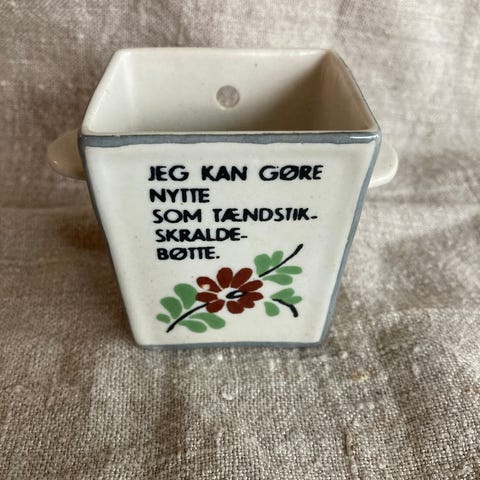 JEG KAN GØRE
NYTTE
SOM TÆNDSTIK-
SKRALDE-
BØTTE.